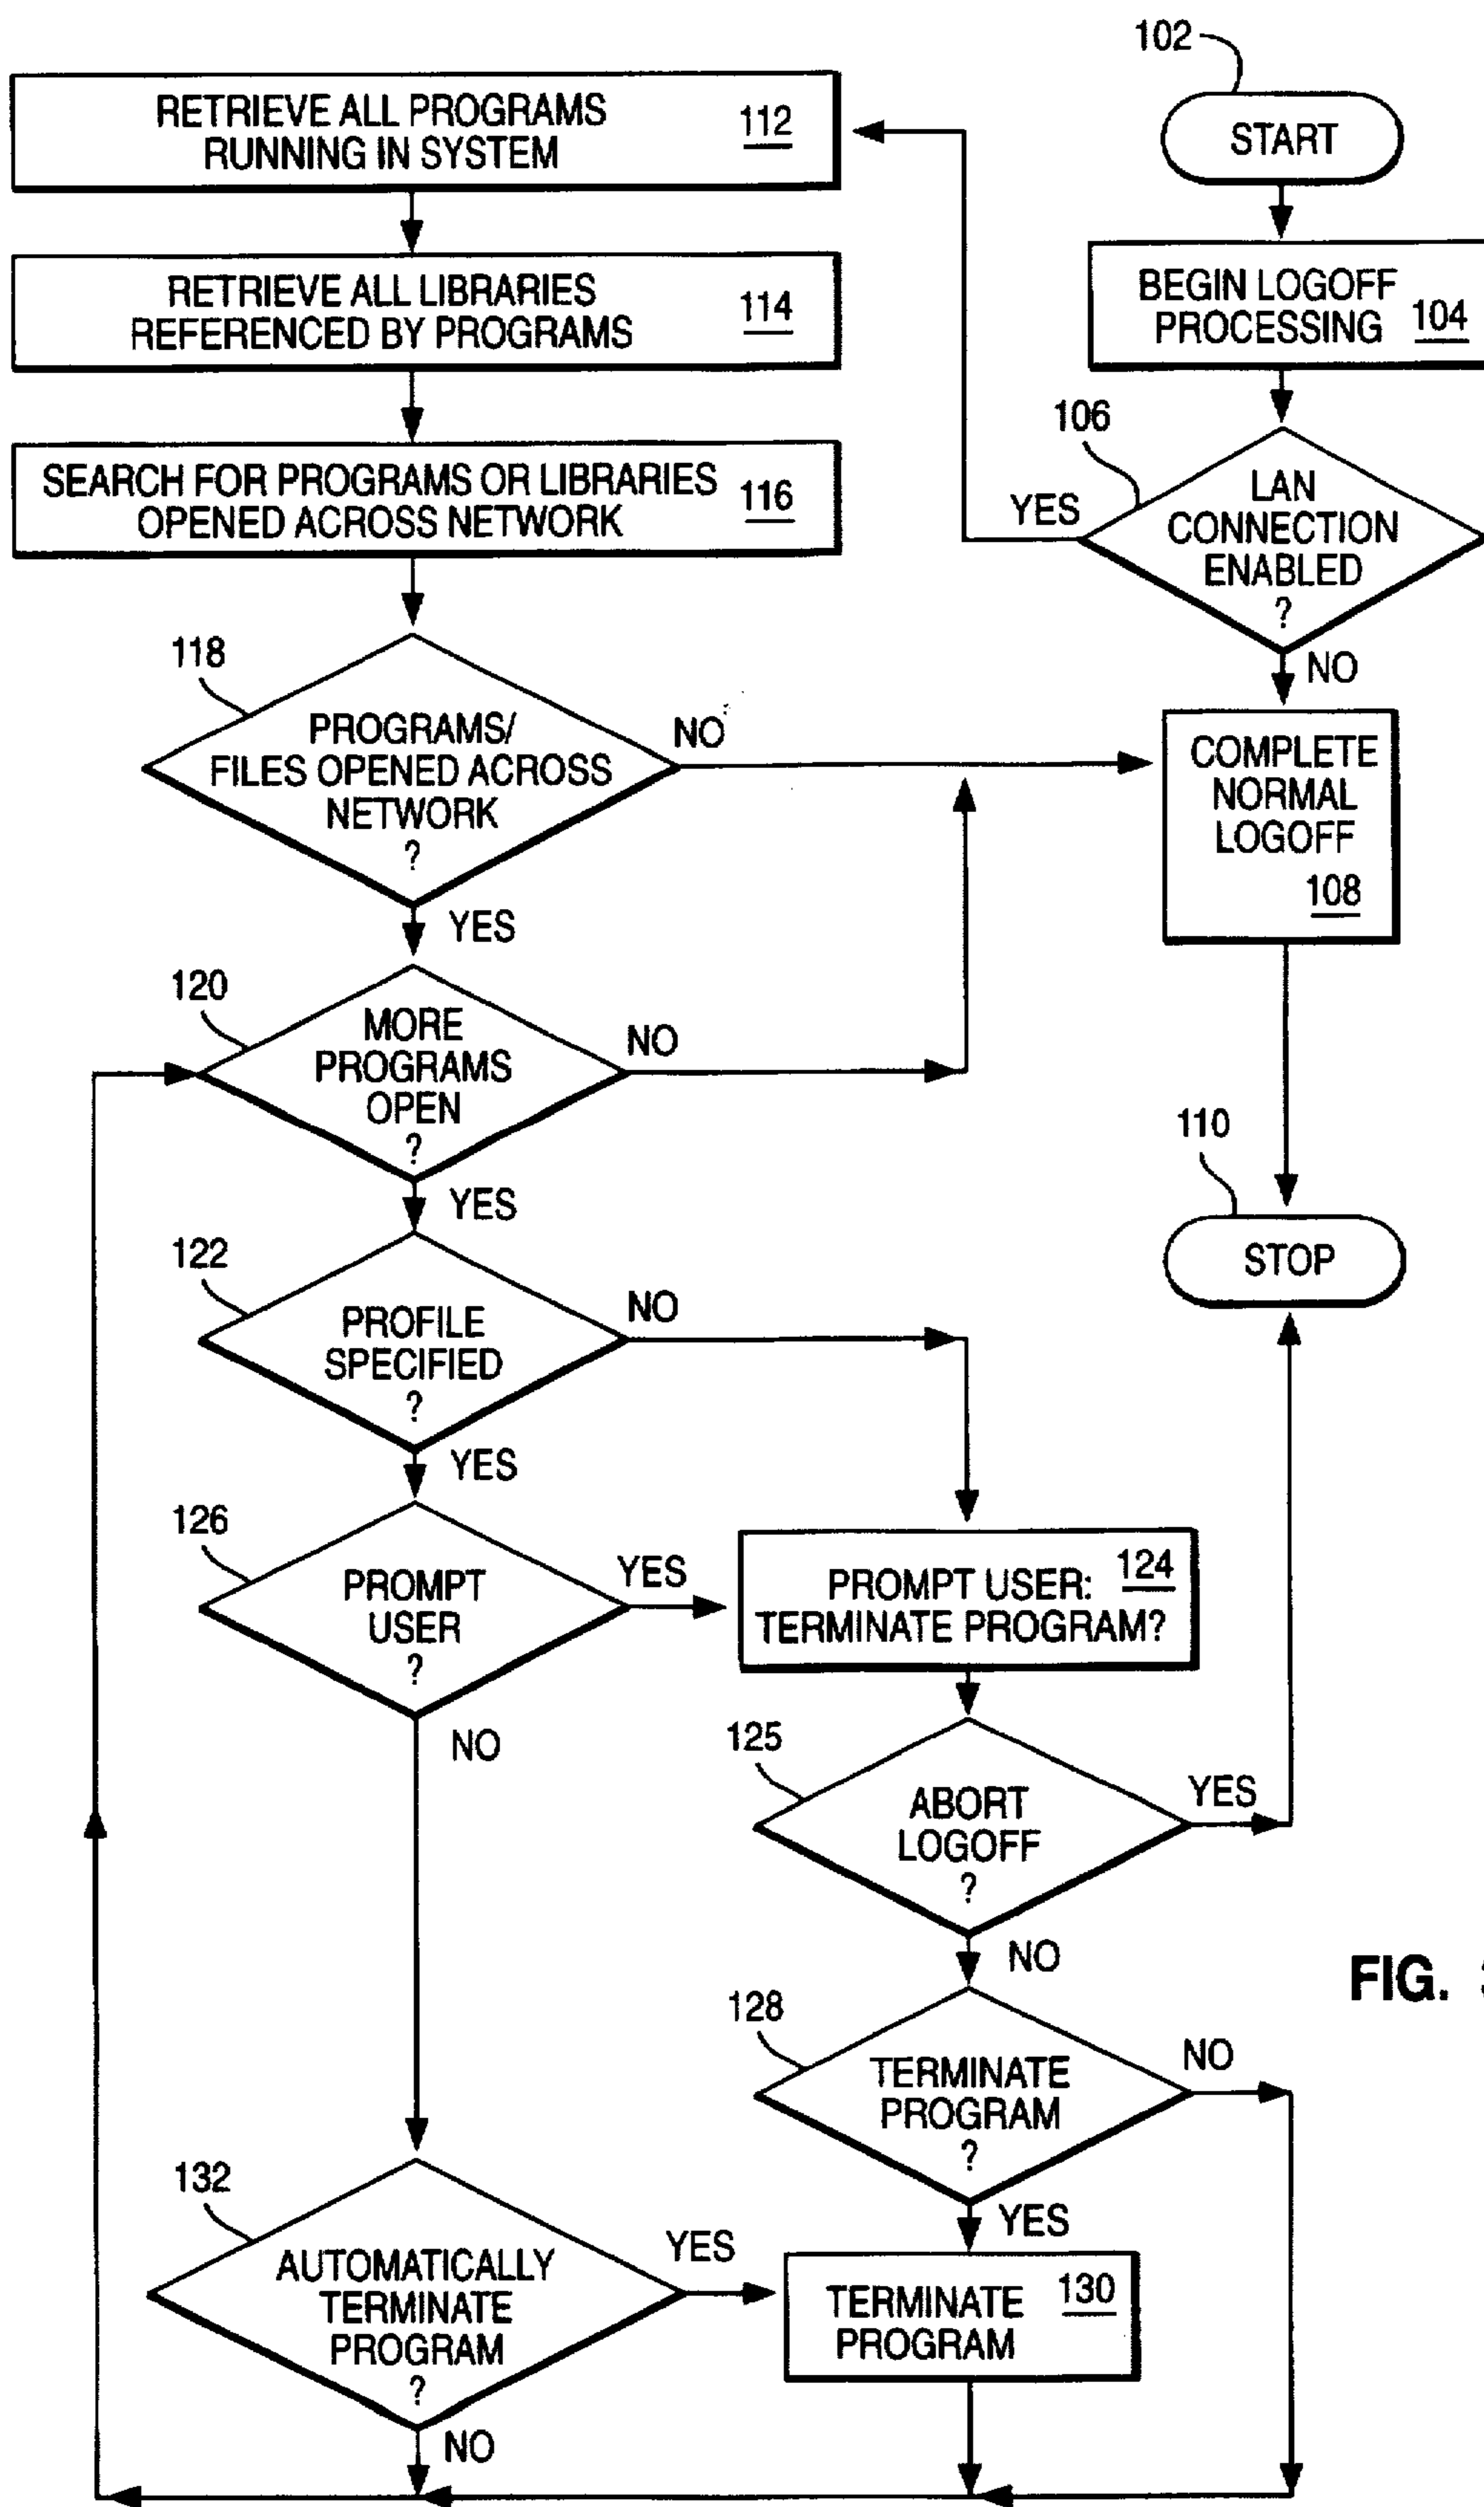 102
START
BEGIN LOGOFF
PROCESSING 104
106
LAN
CONNECTION
ENABLED
?
YES
NO
COMPLETE
NORMAL
LOGOFF
108
110
STOP
RETRIEVE ALL PROGRAMS
RUNNING IN SYSTEM
112
RETRIEVE ALL LIBRARIES
REFERENCED BY PROGRAMS
114
SEARCH FOR PROGRAMS OR LIBRARIES
OPENED ACROSS NETWORK
116
118
PROGRAMS/
FILES OPENED ACROSS
NETWORK
?
NO
YES
120
MORE
PROGRAMS
OPEN
?
NO
YES
122
PROFILE
SPECIFIED
?
NO
YES
126
PROMPT
USER
?
YES
NO
PROMPT USER: 124
TERMINATE PROGRAM?
125
ABORT
LOGOFF
?
YES
NO
128
TERMINATE
PROGRAM
?
NO
YES
132
AUTOMATICALLY
TERMINATE
PROGRAM
?
YES
NO
TERMINATE 130
PROGRAM
FIG.